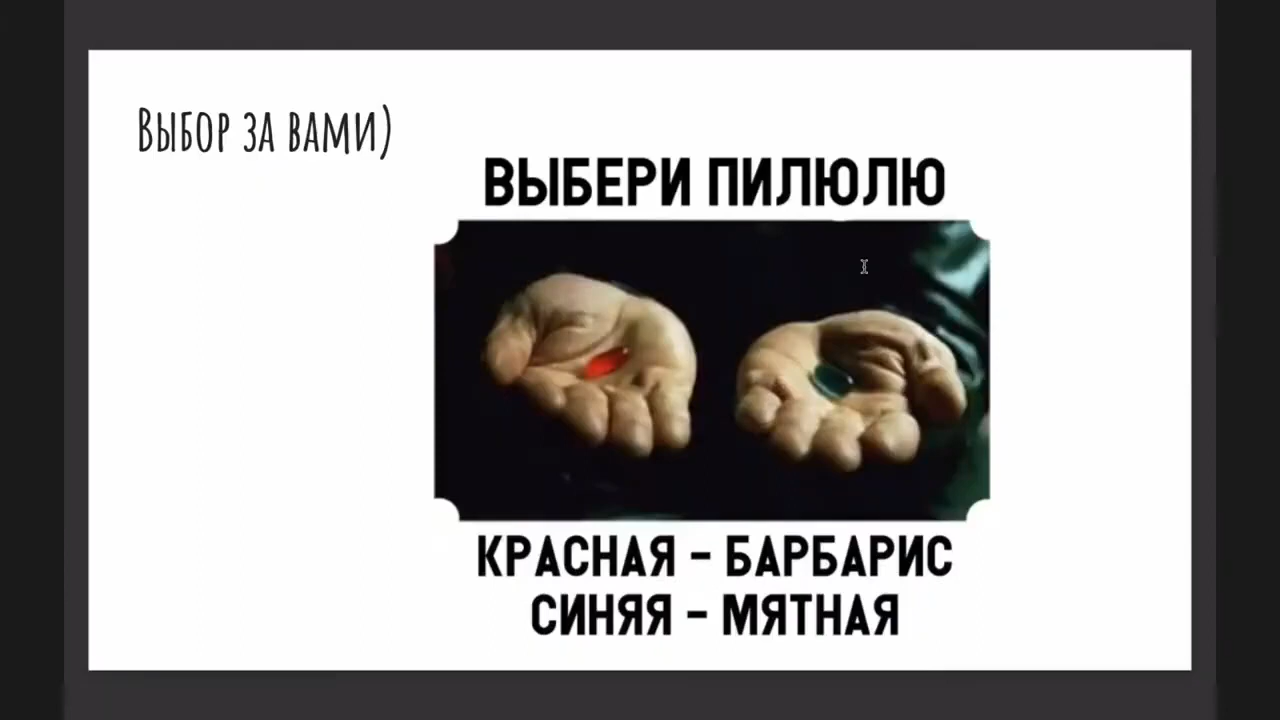 Выбор за вами)
ВЫБЕРИ ПИЛЮЛЮ
КРАСНАЯ - БАРБАРИС
СИНЯЯ - МЯТНАЯ